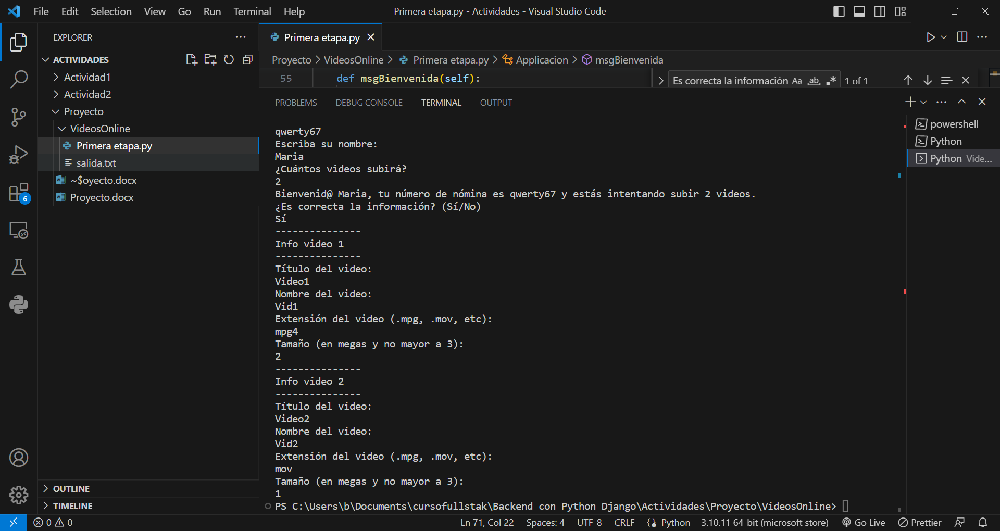 File Edit Selection View Go Run Terminal Help
Primera etapa.py - Actividades - Visual Studio Code
EXPLORER
ACTIVIDADES
Actividad1
Actividad2
Proyecto
VideosOnline
Primera etapa.py
salida.txt
~$oyecto.docx
Proyecto.docx
6
OUTLINE
TIMELINE
Primera etapa.py
Proyecto > VideosOnline > Primera etapa.py > Applicacion > msgBienvenida
55 def msgBienvenida(self):
Es correcta la información Aa ab .* 1 of 1
PROBLEMS DEBUG CONSOLE TERMINAL OUTPUT
powershell
Python
Python Vide...
qwerty67
Escriba su nombre:
Maria
¿Cuántos videos subirá?
2
Bienvenid@ Maria, tu número de nómina es qwerty67 y estás intentando subir 2 videos.
¿Es correcta la información? (Sí/No)
Sí
---------------
Info video 1
---------------
Título del video:
Video1
Nombre del video:
Vid1
Extensión del video (.mpg, .mov, etc):
mpg4
Tamaño (en megas y no mayor a 3):
2
---------------
Info video 2
---------------
Título del video:
Video2
Nombre del video:
Vid2
Extensión del video (.mpg, .mov, etc):
mov
Tamaño (en megas y no mayor a 3):
1
PS C:\Users\b\Documents\cursofullstak\Backend con Python Django\Actividades\Proyecto\VideosOnline>
0 0
Ln 71, Col 22 Spaces: 4 UTF-8 CRLF Python 3.10.11 64-bit (microsoft store) Go Live Prettier